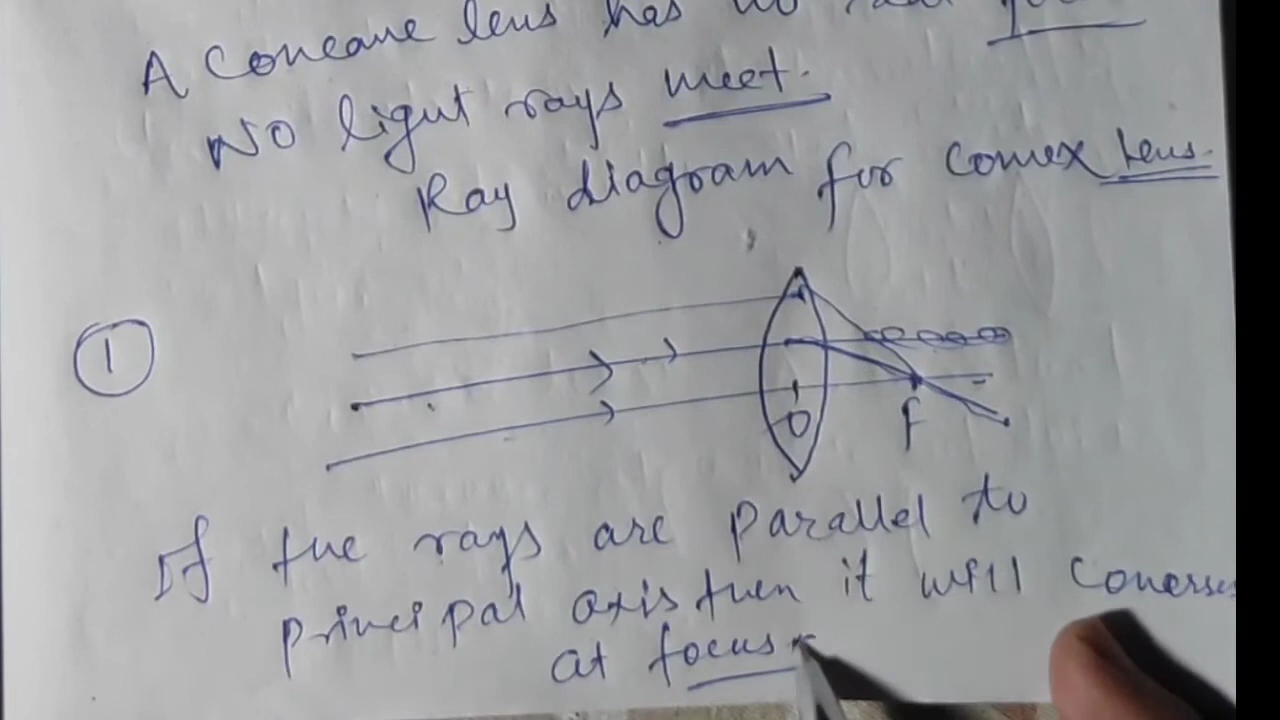 A Concave lens has no
No light rays meet.
Ray diagram for Convex Lens.
1
O
F
If the rays are parallel to
principal axis then it will
at focus